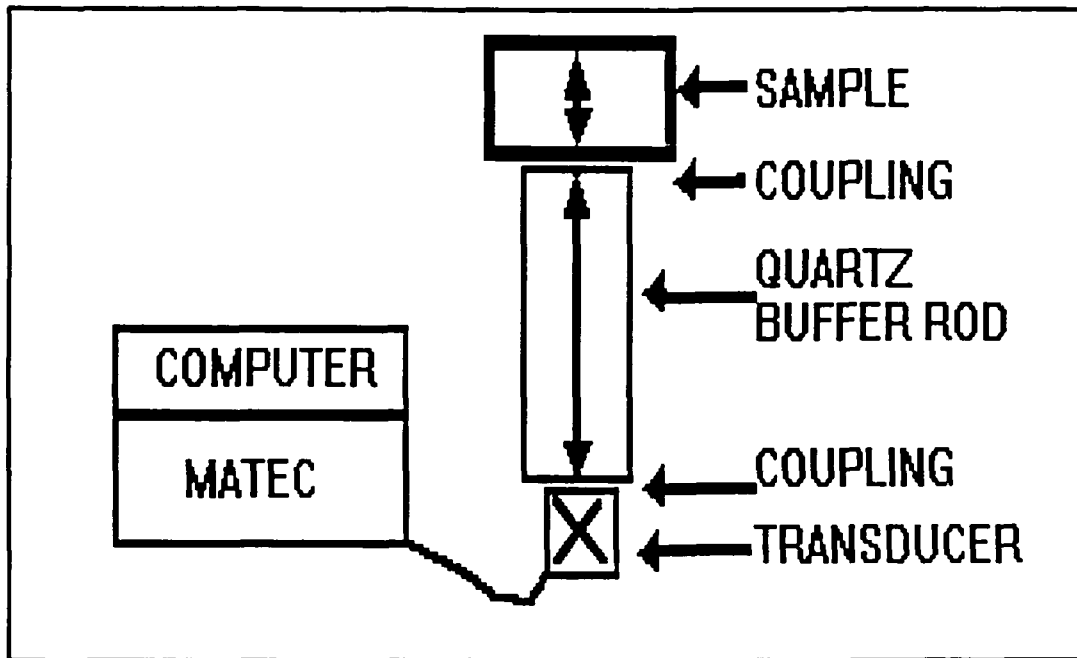 SAMPLE
COUPLING
QUARTZ
BUFFER ROD
COMPUTER
MATEC
COUPLING
TRANSDUCER